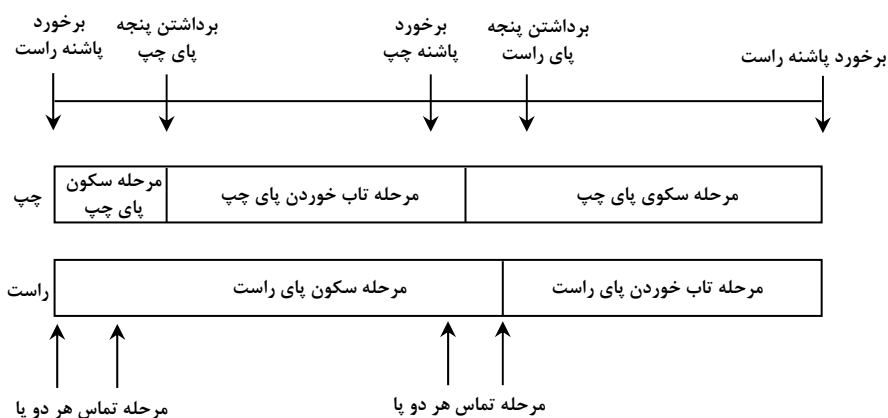 برخورد
پاشنه راست
برداشتن پنجه
پای چپ
برخورد
پاشنه چپ
برداشتن پنجه
پای راست
برخورد پاشنه راست
چپ
مرحله سکون
پای چپ
مرحله تاب خوردن پای چپ
مرحله سکوی پای چپ
راست
مرحله سکون پای راست
مرحله تاب خوردن پای راست
مرحله تماس هر دو پا
مرحله تماس هر دو پا